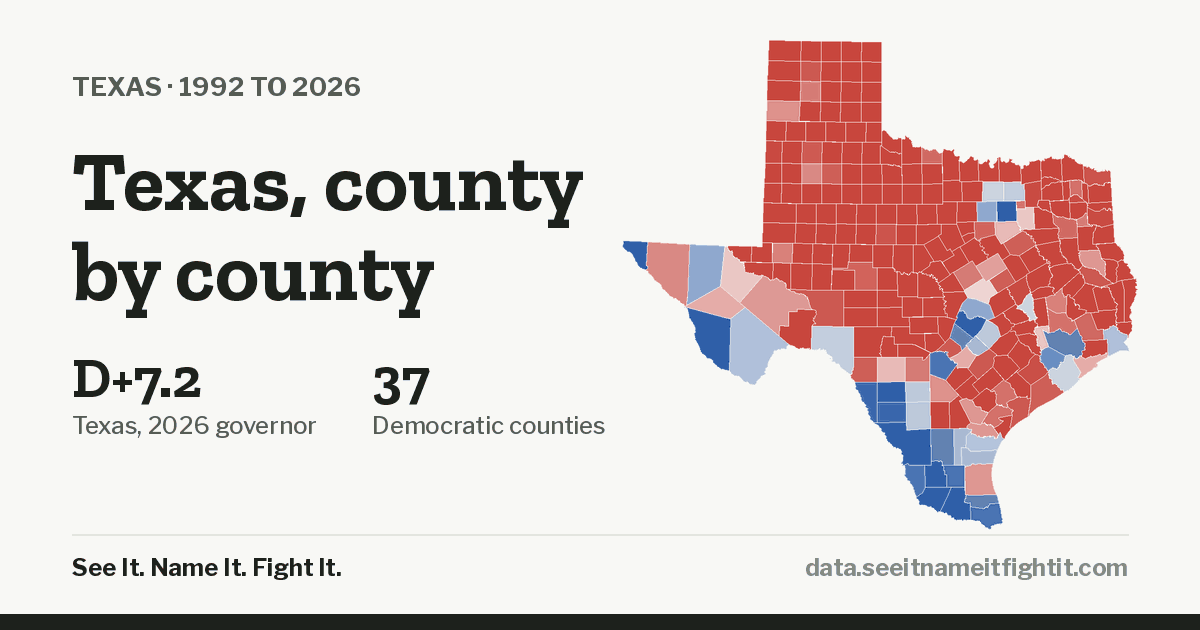 TEXAS · 1992 TO 2026
Texas, county
by county
D+7.2
Texas, 2026 governor
37
Democratic counties
See It. Name It. Fight It.
data.seeitnameitfightit.com